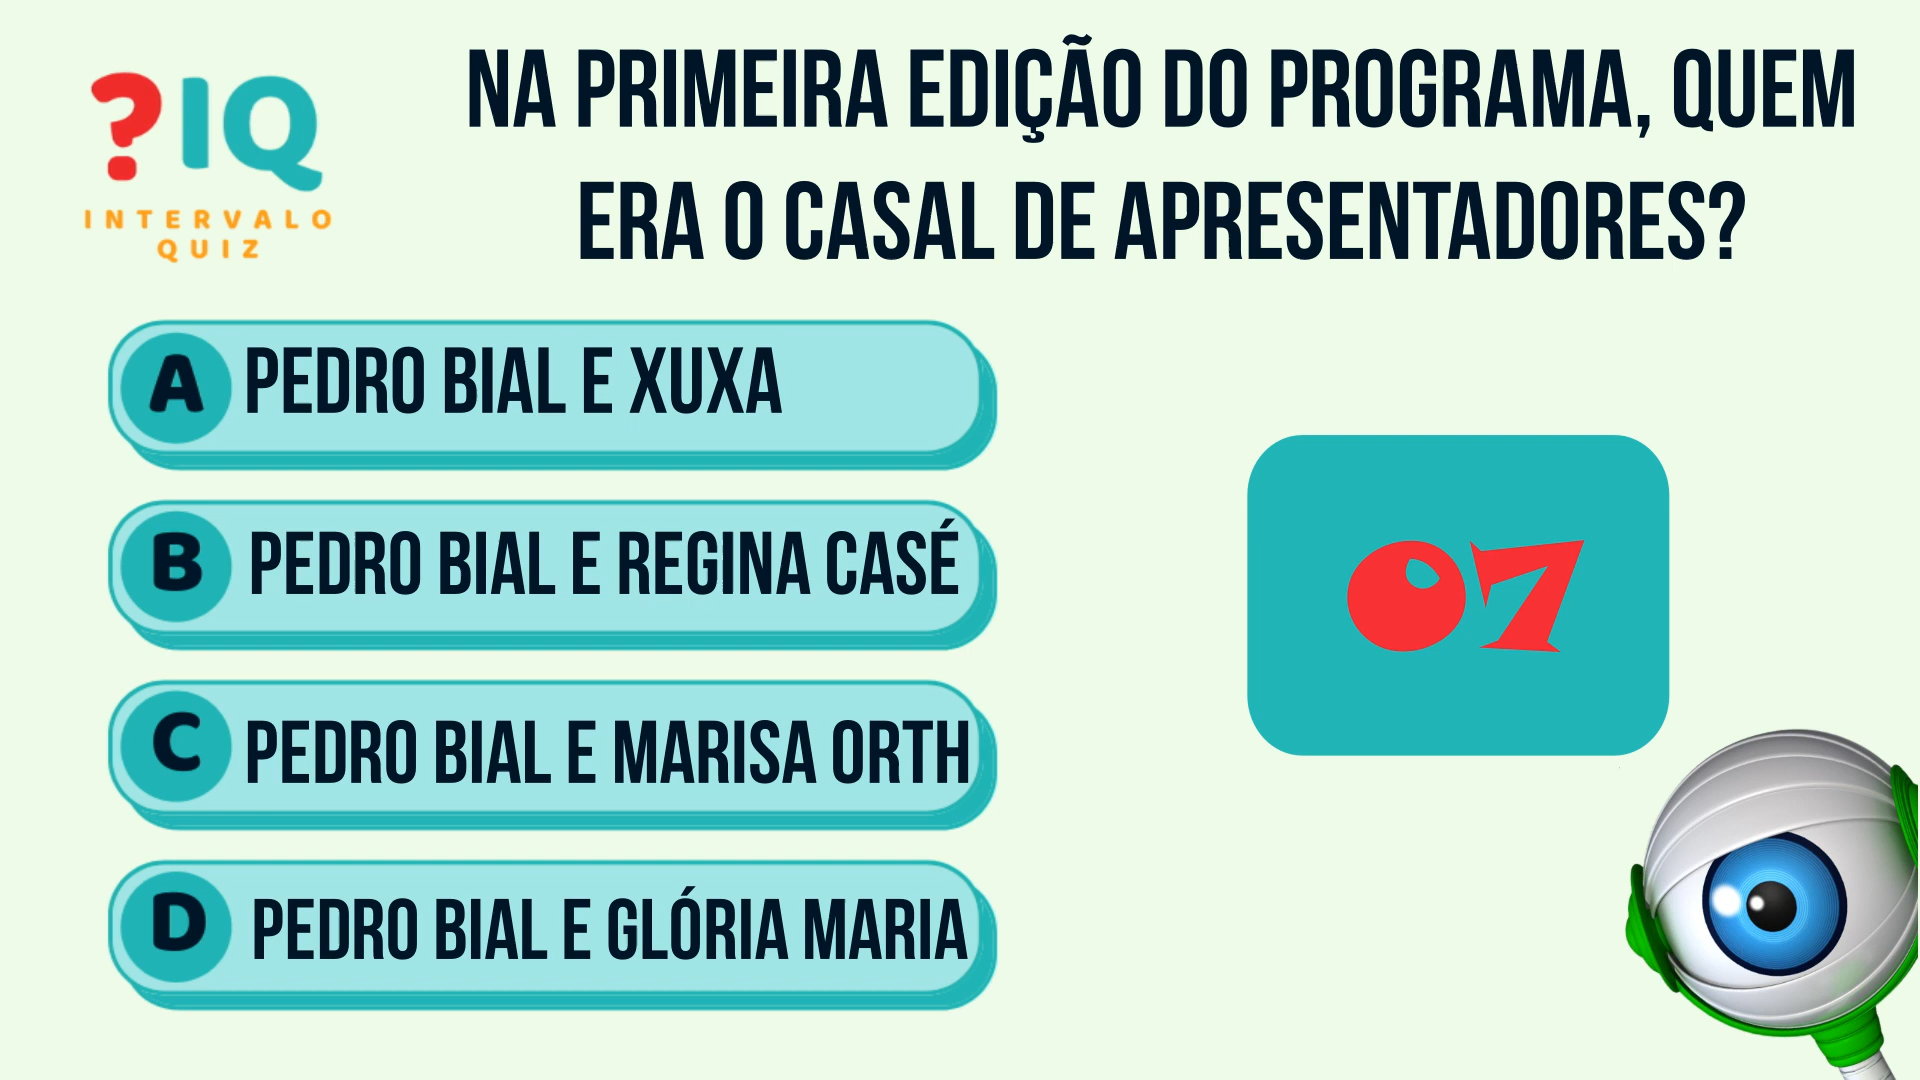 ?IQ
INTERVALO
QUIZ
NA PRIMEIRA EDIÇÃO DO PROGRAMA, QUEM
ERA O CASAL DE APRESENTADORES?
A PEDRO BIAL E XUXA
B PEDRO BIAL E REGINA CASÉ
C PEDRO BIAL E MARISA ORTH
D PEDRO BIAL E GLÓRIA MARIA
07